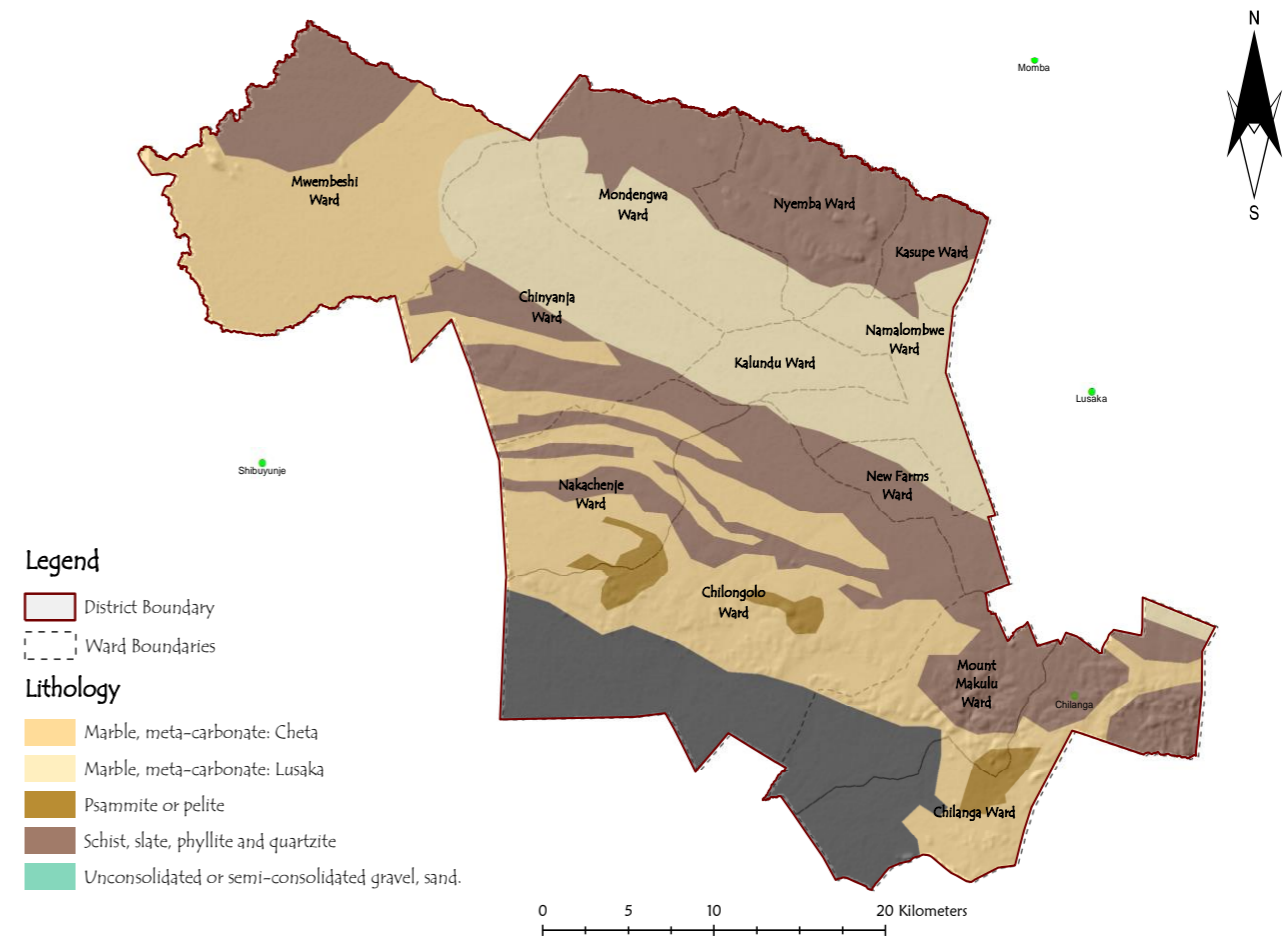 N
S
Momba
Mwembeshi
Ward
Mondengwa
Ward
Nyemba Ward
Kasupe Ward
Chinyanja
Ward
Namalombwe
Ward
Kalundu Ward
Lusaka
Shibuyunje
Nakachenje
Ward
New Farms
Ward
Chilongolo
Ward
Mount
Makulu
Ward
Chilanga
Chilanga Ward
Legend
District Boundary
Ward Boundaries
Lithology
Marble, meta-carbonate: Cheta
Marble, meta-carbonate: Lusaka
Psammite or pelite
Schist, slate, phyllite and quartzite
Unconsolidated or semi-consolidated gravel, sand.
0 5 10 20 Kilometers